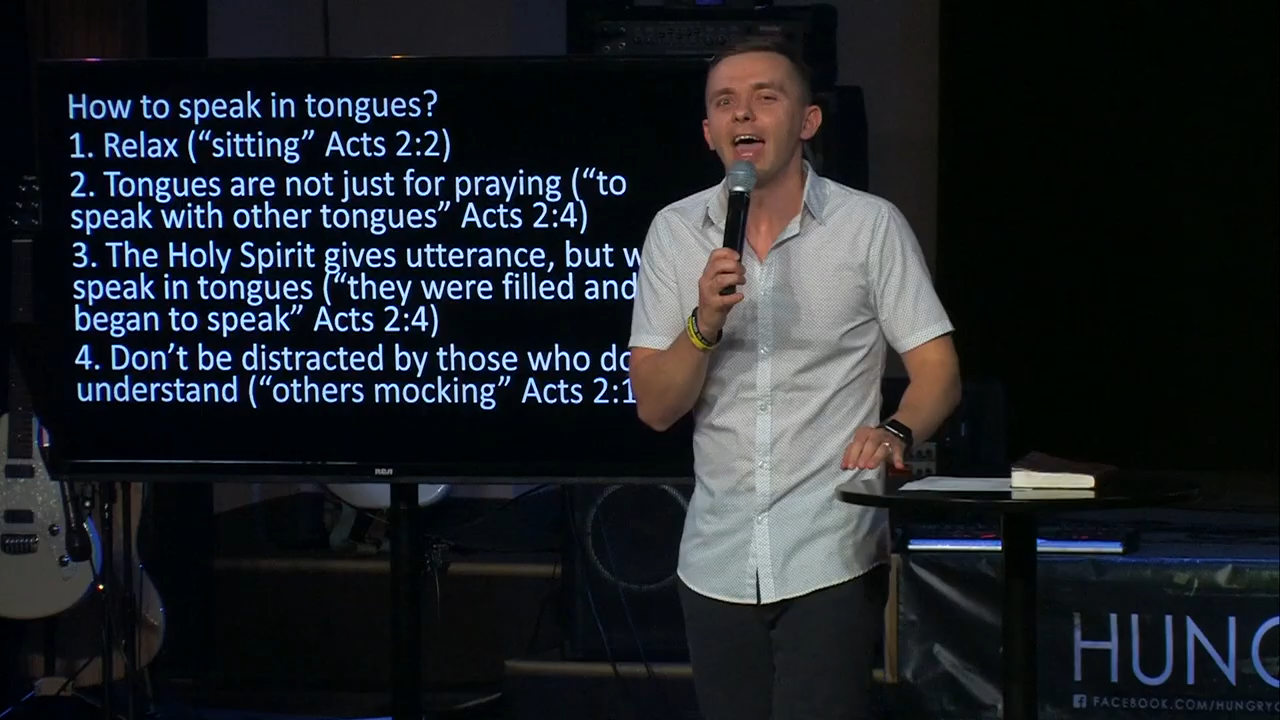 How to speak in tongues?
1. Relax (“sitting” Acts 2:2)
2. Tongues are not just for praying (“to
speak with other tongues” Acts 2:4)
3. The Holy Spirit gives utterance, but
speak in tongues (“they were filled and
began to speak” Acts 2:4)
4. Don’t be distracted by those who
understand (“others mocking” Acts 2:1
RCA
HUNG
FACEBOOK.COM/HUNGRY